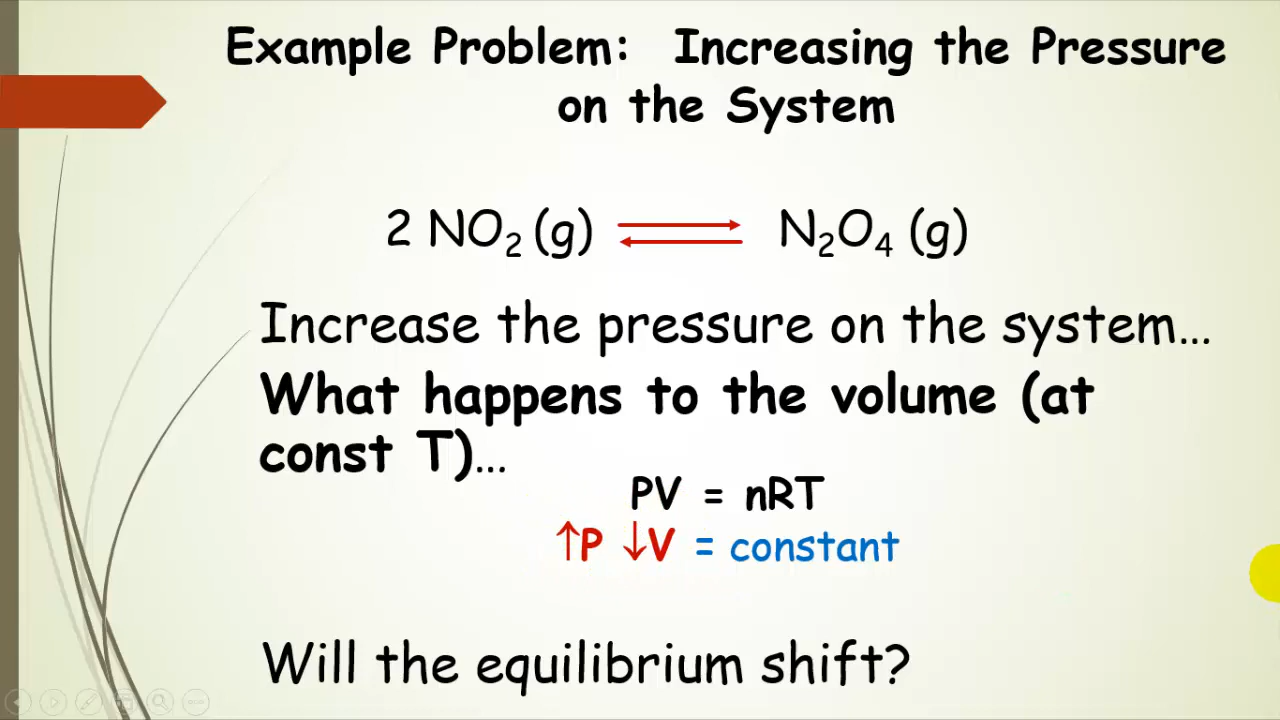 Example Problem: Increasing the Pressure
on the System
2 NO₂ (g) ⇄ N₂O₄ (g)
Increase the pressure on the system…
What happens to the volume (at
const T)…
PV = nRT
↑P ↓V = constant
Will the equilibrium shift?